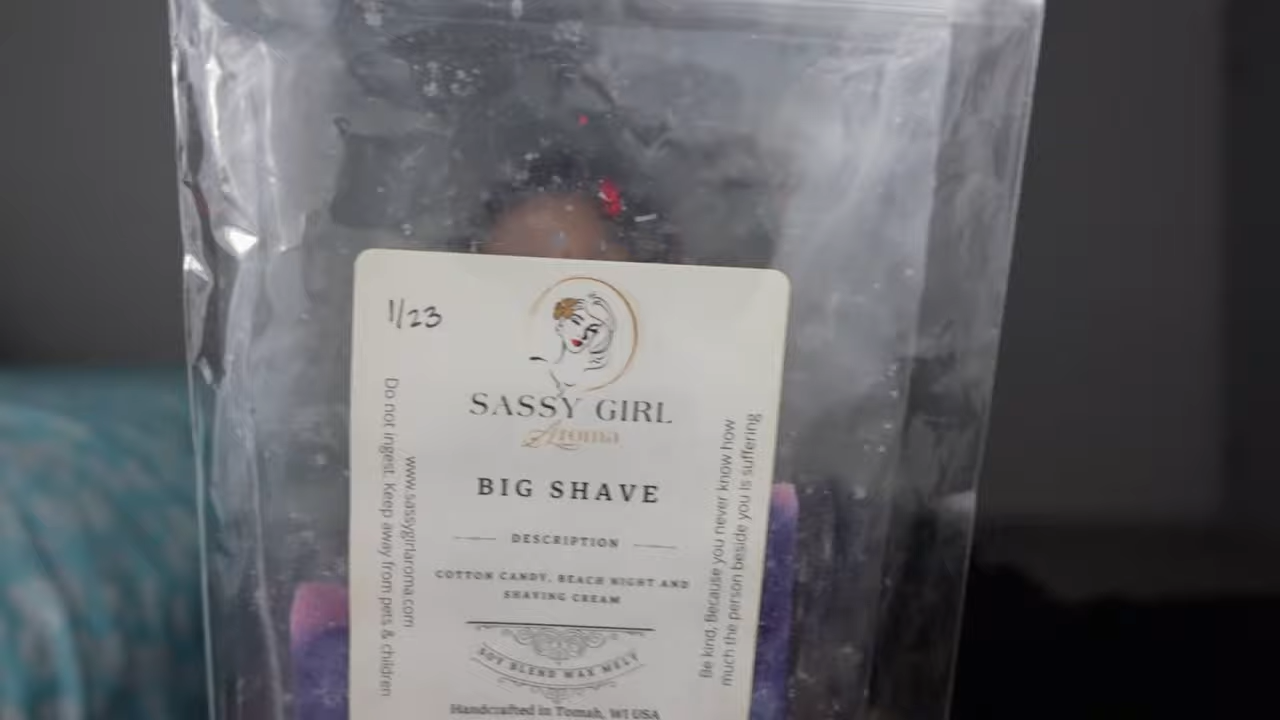 1/23
SASSY GIRL
Aroma
BIG SHAVE
DESCRIPTION
COTTON CANDY, BEACH NIGHT AND
SHAVING CREAM
SOY BLEND WAX MELT
Handcrafted in Tomah, WI USA
Do not ingest. Keep away from pets & children
www.sassygirlaroma.com
Be kind. Because you never know how
much the person beside you is suffering